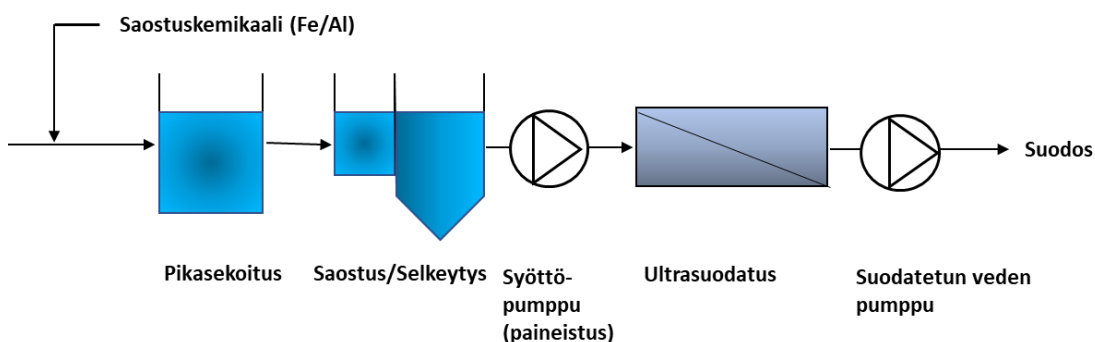 Saostuskemikaali (Fe/Al)
Suodos
Pikasekoitus
Saostus/Selkeytys
Syöttö-
pumppu
(paineistus)
Ultrasuodatus
Suodatetun veden
pumppu